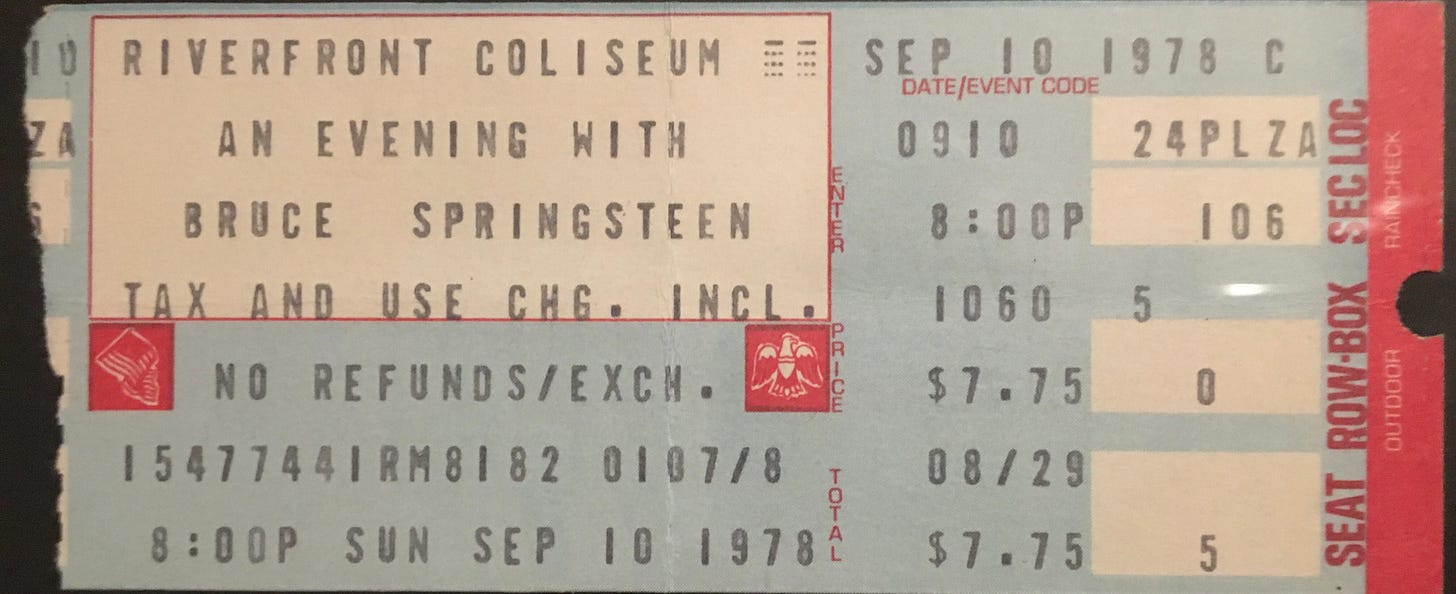 RIVERFRONT COLISEUM
AN EVENING WITH
BRUCE SPRINGSTEEN
TAX AND USE CHG. INCL.
NO REFUNDS/EXCH.
15477441RM8182 0107/8
8:00P SUN SEP 10 1978
ENTER
PRICE
TOTAL
SEP 10 1978 C
DATE/EVENT CODE
0910 24PLZA
8:00P 106
1060 5
$7.75 0
08/29
$7.75 5
SEC LOC
ROW-BOX
SEAT
RAINCHECK
OUTDOOR
ZA